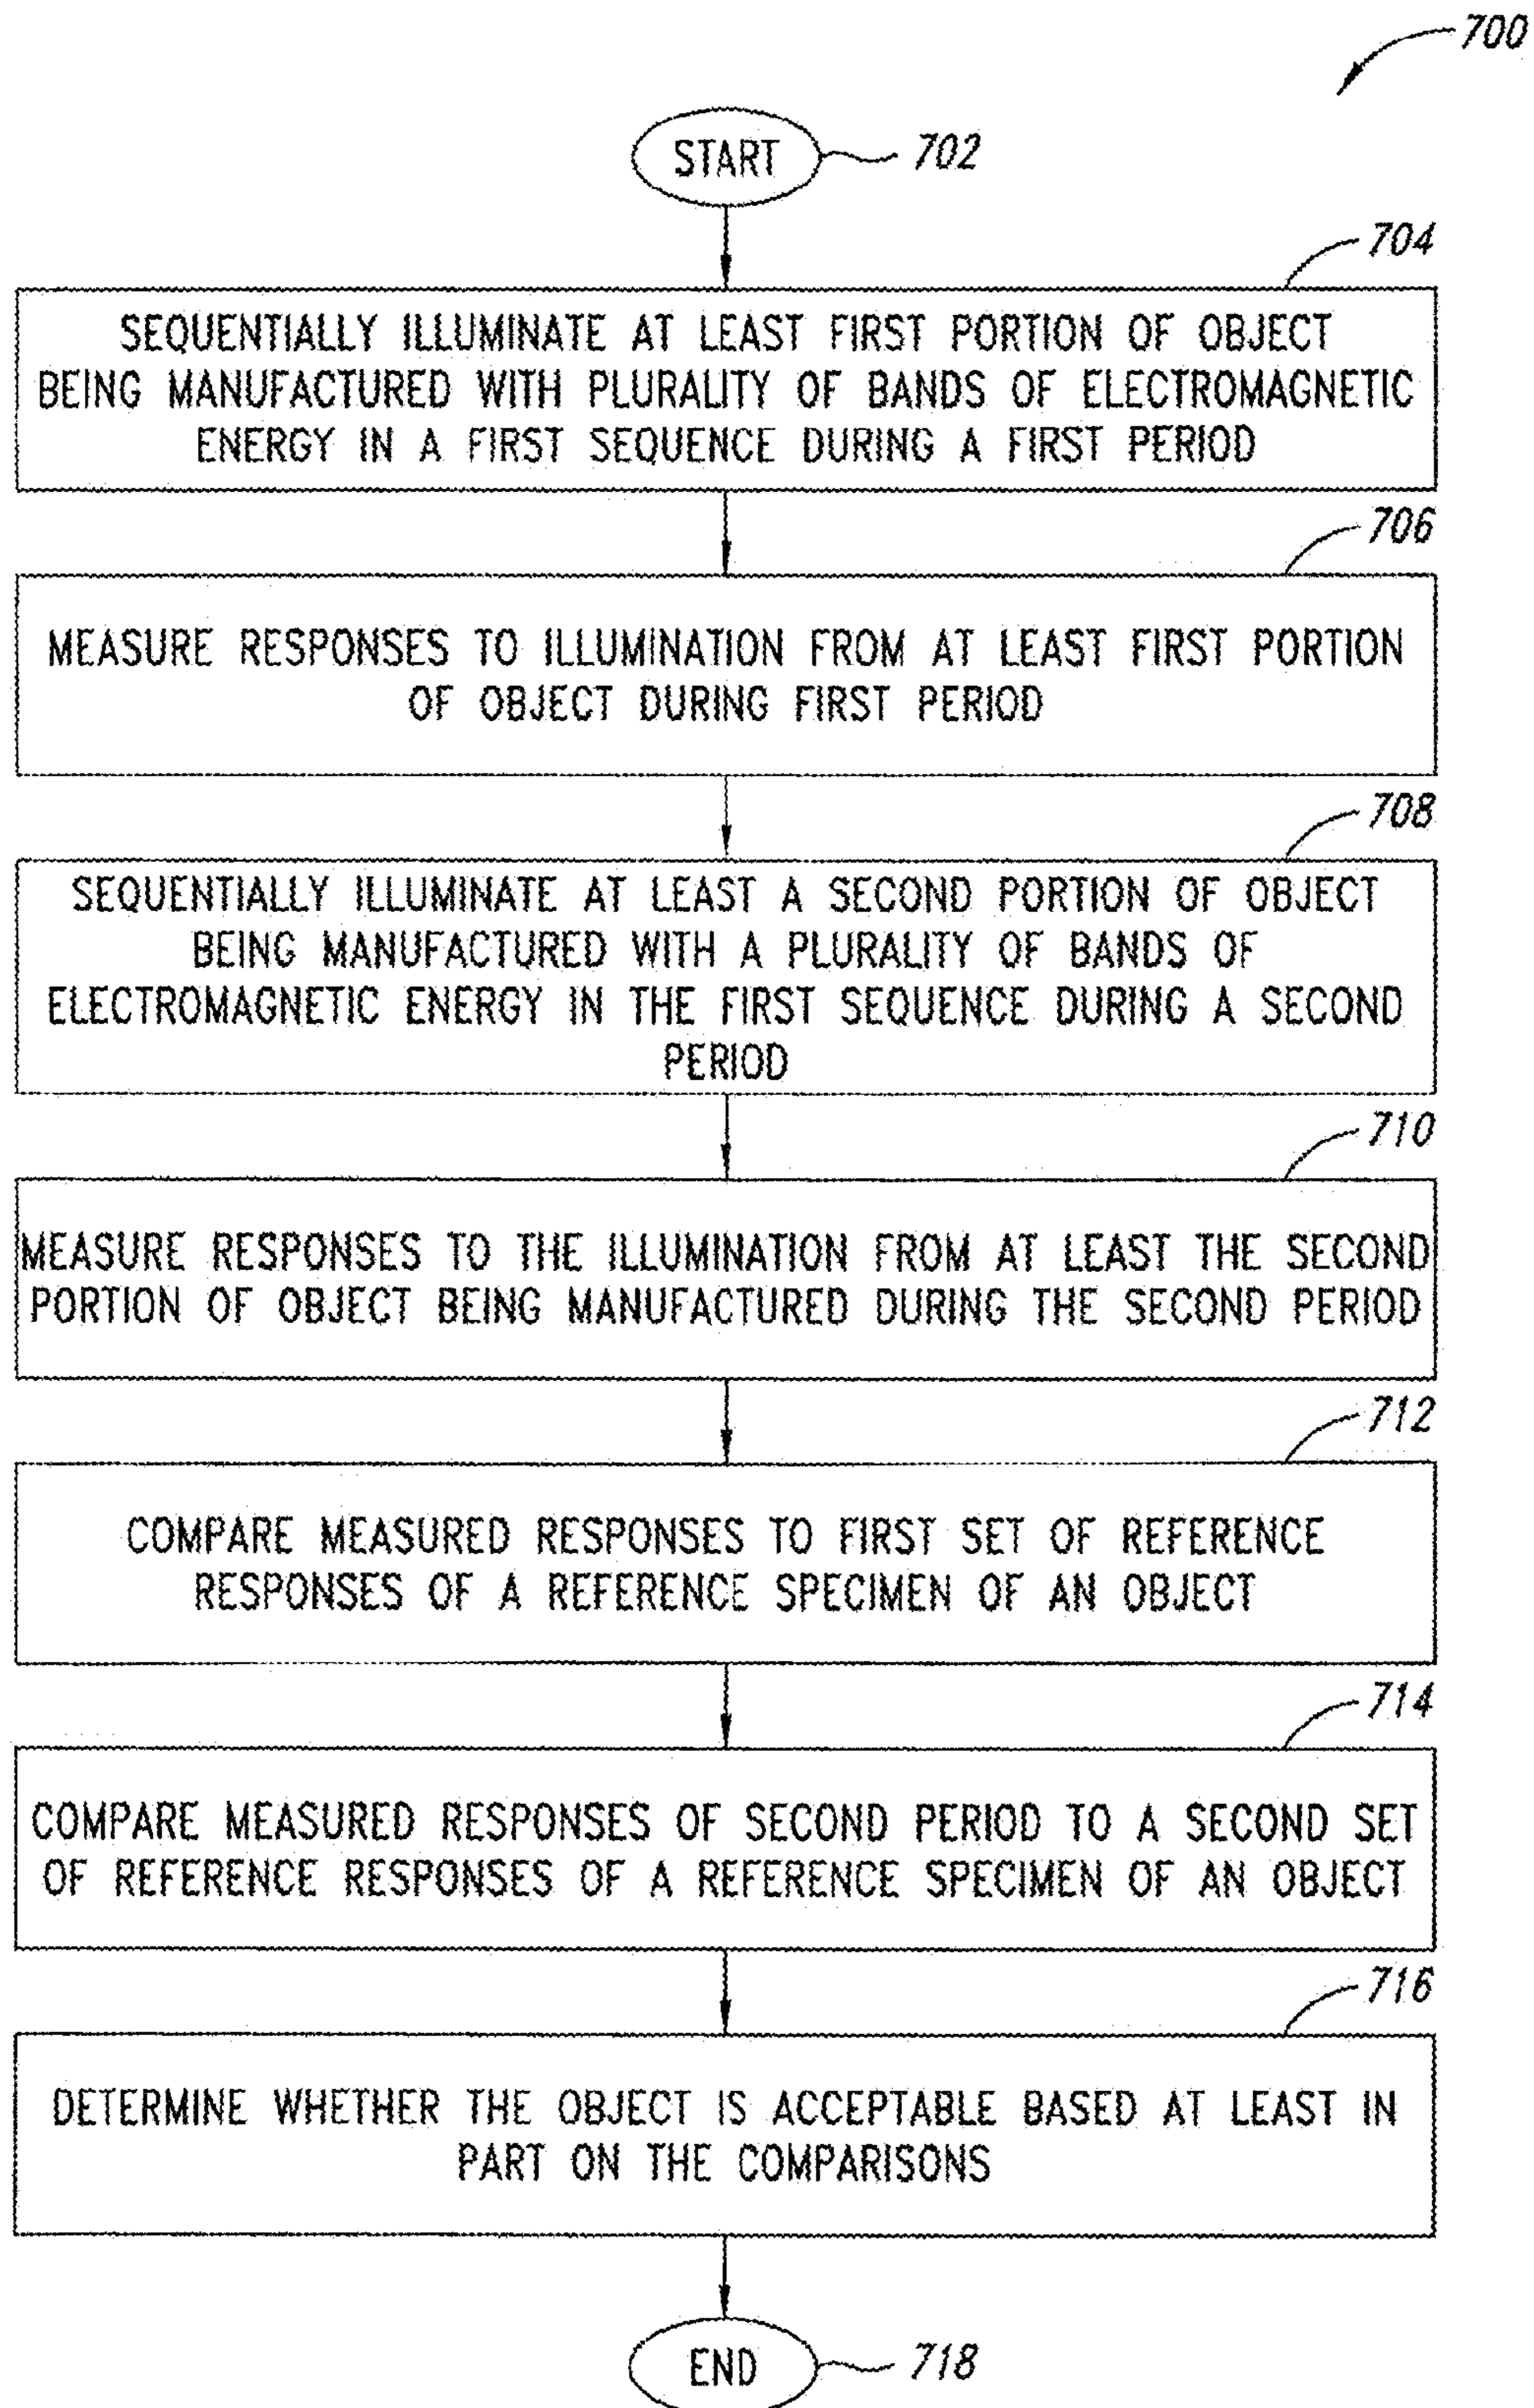 700
START
702
704
SEQUENTIALLY ILLUMINATE AT LEAST FIRST PORTION OF OBJECT
BEING MANUFACTURED WITH PLURALITY OF BANDS OF ELECTROMAGNETIC
ENERGY IN A FIRST SEQUENCE DURING A FIRST PERIOD
706
MEASURE RESPONSES TO ILLUMINATION FROM AT LEAST FIRST PORTION
OF OBJECT DURING FIRST PERIOD
708
SEQUENTIALLY ILLUMINATE AT LEAST A SECOND PORTION OF OBJECT
BEING MANUFACTURED WITH A PLURALITY OF BANDS OF
ELECTROMAGNETIC ENERGY IN THE FIRST SEQUENCE DURING A SECOND
PERIOD
710
MEASURE RESPONSES TO THE ILLUMINATION FROM AT LEAST THE SECOND
PORTION OF OBJECT BEING MANUFACTURED DURING THE SECOND PERIOD
712
COMPARE MEASURED RESPONSES TO FIRST SET OF REFERENCE
RESPONSES OF A REFERENCE SPECIMEN OF AN OBJECT
714
COMPARE MEASURED RESPONSES OF SECOND PERIOD TO A SECOND SET
OF REFERENCE RESPONSES OF A REFERENCE SPECIMEN OF AN OBJECT
716
DETERMINE WHETHER THE OBJECT IS ACCEPTABLE BASED AT LEAST IN
PART ON THE COMPARISONS
END
718